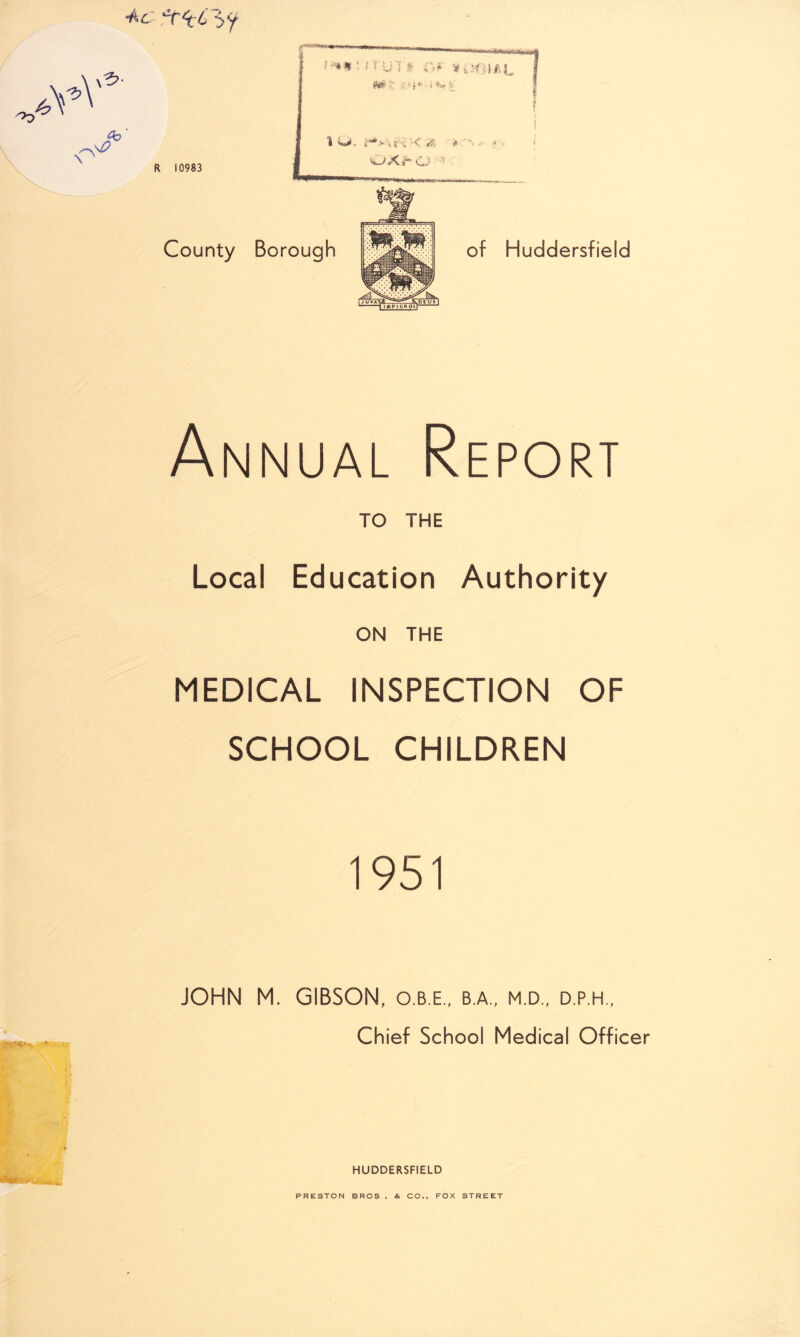 R 10983
County Borough of Huddersfield
IMPIGROS
ANNUAL REPORT
TO THE
Local Education Authority
ON THE
MEDICAL INSPECTION OF
SCHOOL CHILDREN
1951
JOHN M. GIBSON, O.B.E., B.A., M.D., D.P.H.,
Chief School Medical Officer
HUDDERSFIELD
PRESTON BROS . & CO., FOX STREET